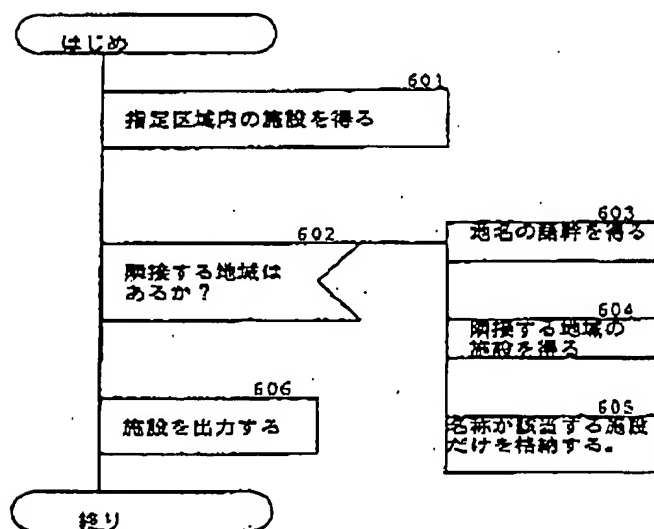 はじめ
601
指定区域内の施設を得る
602
隣接する地域は
あるか?
603
地名の語幹を得る
604
隣接する地域の
施設を得る
605
名称が該当する施設
だけを格納する。
606
施設を出力する
終り